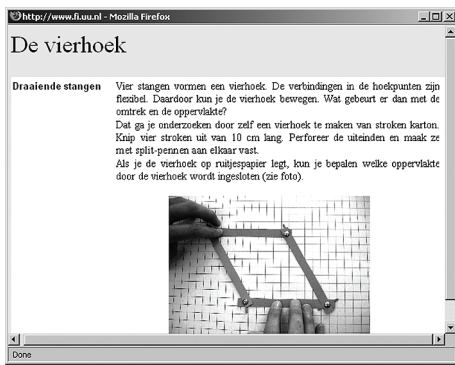 http://www.fi.uu.nl - Mozilla Firefox
De vierhoek
Draaiende stangen
Vier stangen vormen een vierhoek. De verbindingen in de hoekpunten zijn
flexibel. Daardoor kun je de vierhoek bewegen. Wat gebeurt er dan met de
omtrek en de oppervlakte?
Dat ga je onderzoeken door zelf een vierhoek te maken van stroken karton.
Knip vier stroken uit van 10 cm lang. Perforeer de uiteinden en maak ze
met split-pennen aan elkaar vast.
Als je de vierhoek op ruitjespapier legt, kun je bepalen welke oppervlakte
door de vierhoek wordt ingesloten (zie foto).
Done